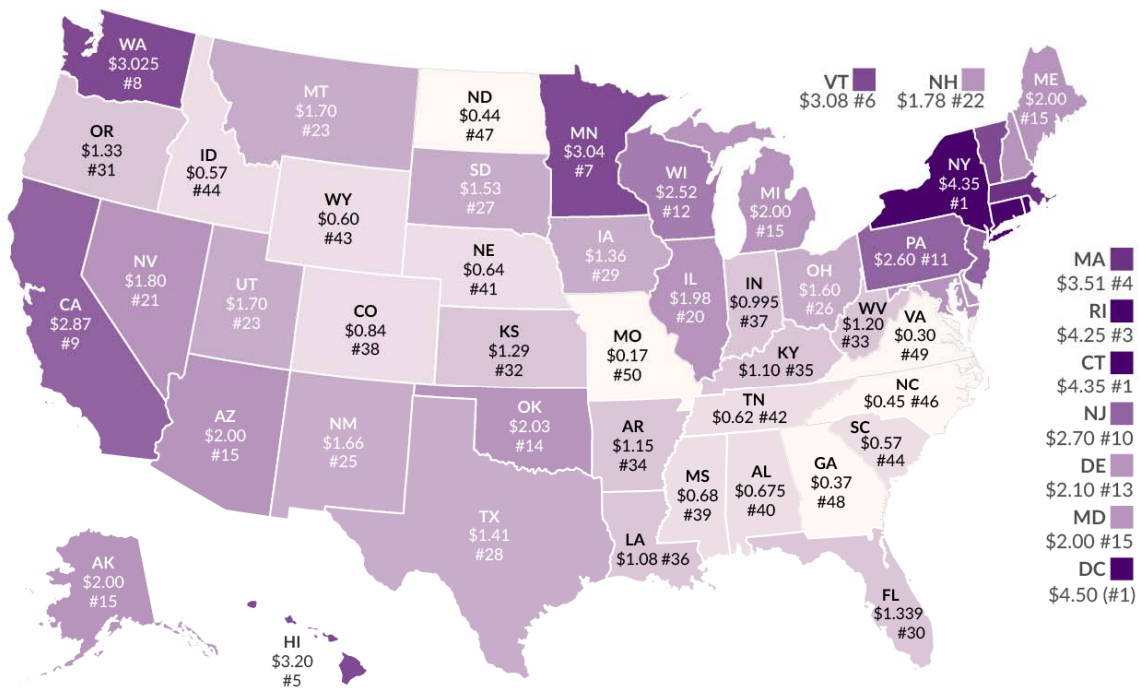 WA
$3.025
#8
MT
$1.70
#23
ND
$0.44
#47
MN
$3.04
#7
VT
$3.08 #6
NH
$1.78 #22
ME
$2.00
#15
OR
$1.33
#31
ID
$0.57
#44
WY
$0.60
#43
SD
$1.53
#27
WI
$2.52
#12
MI
$2.00
#15
NY
$4.35
#1
NV
$1.80
#21
UT
$1.70
#23
CA
$2.87
#9
CO
$0.84
#38
NE
$0.64
#41
IA
$1.36
#29
IL
$1.98
#20
IN
$0.995
#37
OH
$1.60
#26
PA
$2.60 #11
WV
$1.20
#33
VA
$0.30
#49
KS
$1.29
#32
MO
$0.17
#50
KY
$1.10 #35
NC
$0.45 #46
TN
$0.62 #42
SC
$0.57
#44
AZ
$2.00
#15
NM
$1.66
#25
OK
$2.03
#14
AR
$1.15
#34
MS
$0.68
#39
AL
$0.675
#40
GA
$0.37
#48
TX
$1.41
#28
LA
$1.08 #36
FL
$1.339
#30
AK
$2.00
#15
HI
$3.20
#5
MA
$3.51 #4
RI
$4.25 #3
CT
$4.35 #1
NJ
$2.70 #10
DE
$2.10 #13
MD
$2.00 #15
DC
$4.50 (#1)